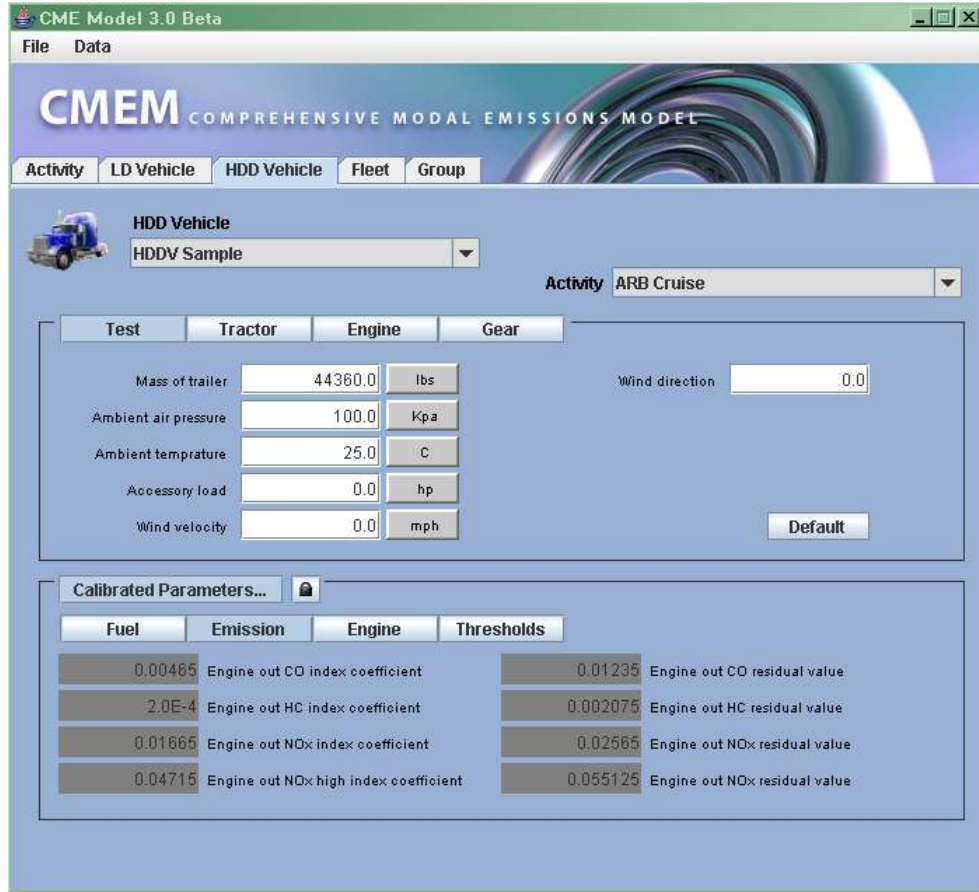 CME Model 3.0 Beta
File Data
CMEM COMPREHENSIVE MODAL EMISSIONS MODEL
Activity LD Vehicle HDD Vehicle Fleet Group
HDD Vehicle
HDDV Sample
Activity ARB Cruise
Test Tractor Engine Gear
Mass of trailer 44360.0 lbs Wind direction 0.0
Ambient air pressure 100.0 Kpa
Ambient temprature 25.0 C
Accessory load 0.0 hp
Wind velocity 0.0 mph Default
Calibrated Parameters...
Fuel Emission Engine Thresholds
0.00465 Engine out CO index coefficient 0.01235 Engine out CO residual value
2.0E-4 Engine out HC index coefficient 0.002075 Engine out HC residual value
0.01665 Engine out NOx index coefficient 0.02565 Engine out NOx residual value
0.04715 Engine out NOx high index coefficient 0.055125 Engine out NOx residual value